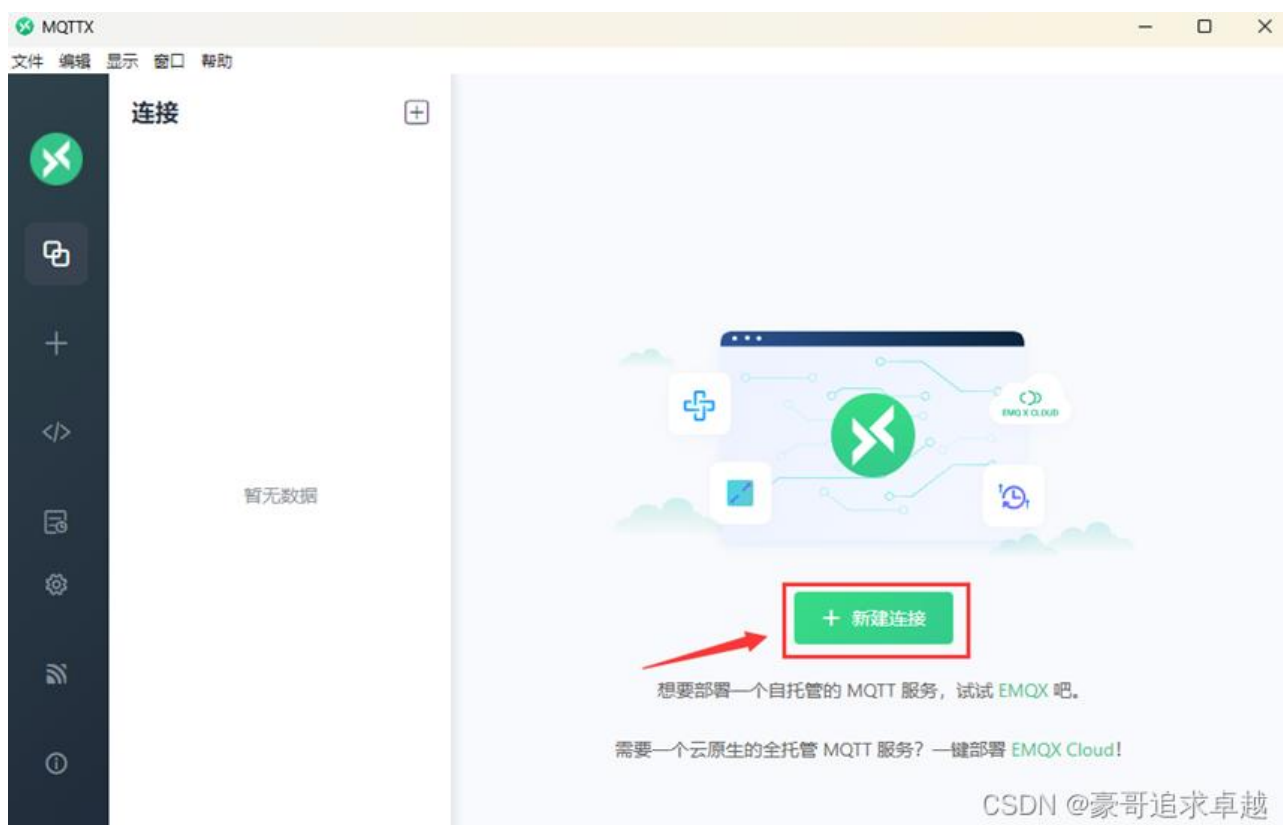 MQTTX
文件 编辑 显示 窗口 帮助
连接
暂无数据
EMQ X CLOUD
+ 新建连接
想要部署一个自托管的 MQTT 服务，试试 EMQX 吧。
需要一个云原生的全托管 MQTT 服务？一键部署 EMQX Cloud！
CSDN @豪哥追求卓越